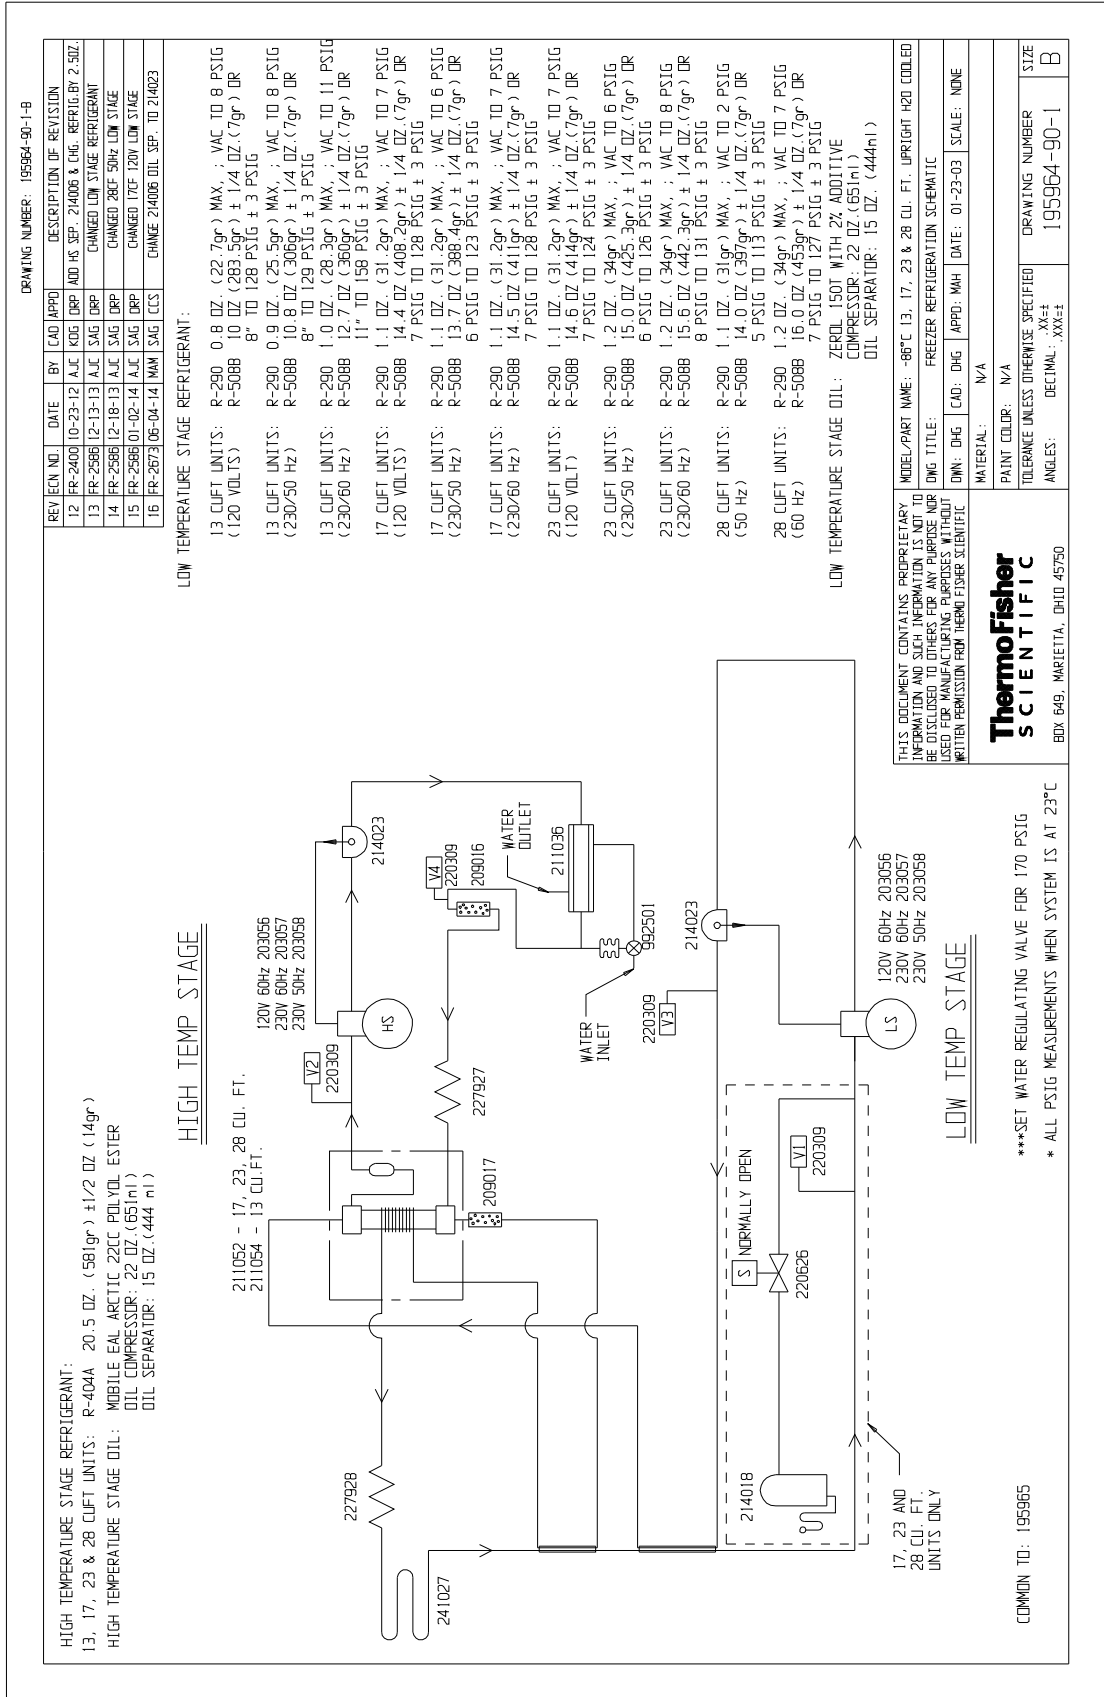 DRAWING NUMBER: 195964-90-1-B
REV ECN NO. DATE BY CAD APPD DESCRIPTION OF REVISION
12 FR-2400 10-23-12 AJC KDG DRP ADD HS SEP. 214006 & CHG. REFRIG.BY 2.5OZ.
13 FR-2586 12-13-13 AJC SAG DRP CHANGED LOW STAGE REFRIGERANT
14 FR-2586 12-18-13 AJC SAG DRP CHANGED 28CF 50Hz LOW STAGE
15 FR-2586 01-02-14 AJC SAG DRP CHANGED 17CF 120V LOW STAGE
16 FR-2673 06-04-14 MAM SAG CCS CHANGE 214006 OIL SEP. TO 214023
HIGH TEMPERATURE STAGE REFRIGERANT:
13, 17, 23 & 28 CUFT UNITS: R-404A 20.5 OZ. (581gr) ±1/2 OZ (14gr)
HIGH TEMPERATURE STAGE OIL: MOBILE EAL ARCTIC 22CC POLYOL ESTER
OIL COMPRESSOR: 22 OZ.(651ml)
OIL SEPARATOR: 15 OZ.(444 ml)
HIGH TEMP STAGE
211052 - 17, 23, 28 CU. FT.
211054 - 13 CU.FT.
120V 60Hz 203056
230V 60Hz 203057
230V 50Hz 203058
V2
220309
HS
214023
V4
220309
209016
WATER
OUTLET
211036
992501
WATER
INLET
227927
209017
227928
241027
214023
220309
V3
S NORMALLY OPEN
220626
V1
220309
214018
LS
120V 60Hz 203056
230V 60Hz 203057
230V 50Hz 203058
LOW TEMP STAGE
17, 23 AND
28 CU. FT.
UNITS ONLY
***SET WATER REGULATING VALVE FOR 170 PSIG
* ALL PSIG MEASUREMENTS WHEN SYSTEM IS AT 23°C
COMMON TO: 195965
LOW TEMPERATURE STAGE REFRIGERANT:
13 CUFT UNITS: R-290 0.8 OZ. (22.7gr) MAX, ; VAC TO 8 PSIG
(120 VOLTS) R-508B 10 OZ (283.5gr) ± 1/4 OZ.(7gr) OR
8" TO 128 PSIG ± 3 PSIG
13 CUFT UNITS: R-290 0.9 OZ. (25.5gr) MAX, ; VAC TO 8 PSIG
(230/50 Hz) R-508B 10.8 OZ (306gr) ± 1/4 OZ.(7gr) OR
8" TO 129 PSIG ± 3 PSIG
13 CUFT UNITS: R-290 1.0 OZ. (28.3gr) MAX, ; VAC TO 11 PSIG
(230/60 Hz) R-508B 12.7 OZ (360gr) ± 1/4 OZ.(7gr) OR
11" TO 158 PSIG ± 3 PSIG
17 CUFT UNITS: R-290 1.1 OZ. (31.2gr) MAX, ; VAC TO 7 PSIG
(120 VOLTS) R-508B 14.4 OZ (408.2gr) ± 1/4 OZ.(7gr) OR
7 PSIG TO 128 PSIG ± 3 PSIG
17 CUFT UNITS: R-290 1.1 OZ. (31.2gr) MAX, ; VAC TO 6 PSIG
(230/50 Hz) R-508B 13.7 OZ (388.4gr) ± 1/4 OZ.(7gr) OR
6 PSIG TO 123 PSIG ± 3 PSIG
17 CUFT UNITS: R-290 1.1 OZ. (31.2gr) MAX, ; VAC TO 7 PSIG
(230/60 Hz) R-508B 14.5 OZ (411gr) ± 1/4 OZ.(7gr) OR
7 PSIG TO 128 PSIG ± 3 PSIG
23 CUFT UNITS: R-290 1.1 OZ. (31.2gr) MAX, ; VAC TO 7 PSIG
(120 VOLT) R-508B 14.6 OZ (414gr) ± 1/4 OZ.(7gr) OR
7 PSIG TO 124 PSIG ± 3 PSIG
23 CUFT UNITS: R-290 1.2 OZ. (34gr) MAX, ; VAC TO 6 PSIG
(230/50 Hz) R-508B 15.0 OZ (425.3gr) ± 1/4 OZ.(7gr) OR
6 PSIG TO 126 PSIG ± 3 PSIG
23 CUFT UNITS: R-290 1.2 OZ. (34gr) MAX, ; VAC TO 8 PSIG
(230/60 Hz) R-508B 15.6 OZ (442.3gr) ± 1/4 OZ.(7gr) OR
8 PSIG TO 131 PSIG ± 3 PSIG
28 CUFT UNITS: R-290 1.1 OZ. (31gr) MAX, ; VAC TO 2 PSIG
(50 Hz) R-508B 14.0 OZ (397gr) ± 1/4 OZ.(7gr) OR
5 PSIG TO 113 PSIG ± 3 PSIG
28 CUFT UNITS: R-290 1.2 OZ. (34gr) MAX, ; VAC TO 7 PSIG
(60 Hz) R-508B 16.0 OZ (453gr) ± 1/4 OZ.(7gr) OR
7 PSIG TO 127 PSIG ± 3 PSIG
LOW TEMPERATURE STAGE OIL: ZEROL 150T WITH 2% ADDITIVE
COMPRESSOR: 22 OZ.(651ml)
OIL SEPARATOR: 15 OZ. (444ml)
THIS DOCUMENT CONTAINS PROPRIETARY
INFORMATION AND SUCH INFORMATION IS NOT TO
BE DISCLOSED TO OTHERS FOR ANY PURPOSE NOR
USED FOR MANUFACTURING PURPOSES WITHOUT
WRITTEN PERMISSION FROM THERMO FISHER SCIENTIFIC
ThermoFisher
SCIENTIFIC
BOX 649, MARIETTA, OHIO 45750
MODEL/PART NAME: -86°C 13, 17, 23 & 28 CU. FT. UPRIGHT H2O COOLED
DWG TITLE: FREEZER REFRIGERATION SCHEMATIC
DWN: DHG CAD: DHG APPD: MAH DATE: 01-23-03 SCALE: NONE
MATERIAL: N/A
PAINT COLOR: N/A
TOLERANCE UNLESS OTHERWISE SPECIFIED
ANGLES: DECIMAL: .XX=± .XXX=±
DRAWING NUMBER
195964-90-1
SIZE
B